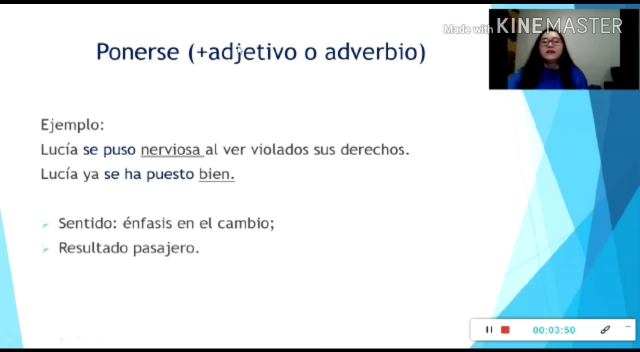 Made with KINEMASTER
Ponerse (+adjetivo o adverbio)
Ejemplo:
Lucía se puso nerviosa al ver violados sus derechos.
Lucía ya se ha puesto bien.
Sentido: énfasis en el cambio;
Resultado pasajero.
00:03:50